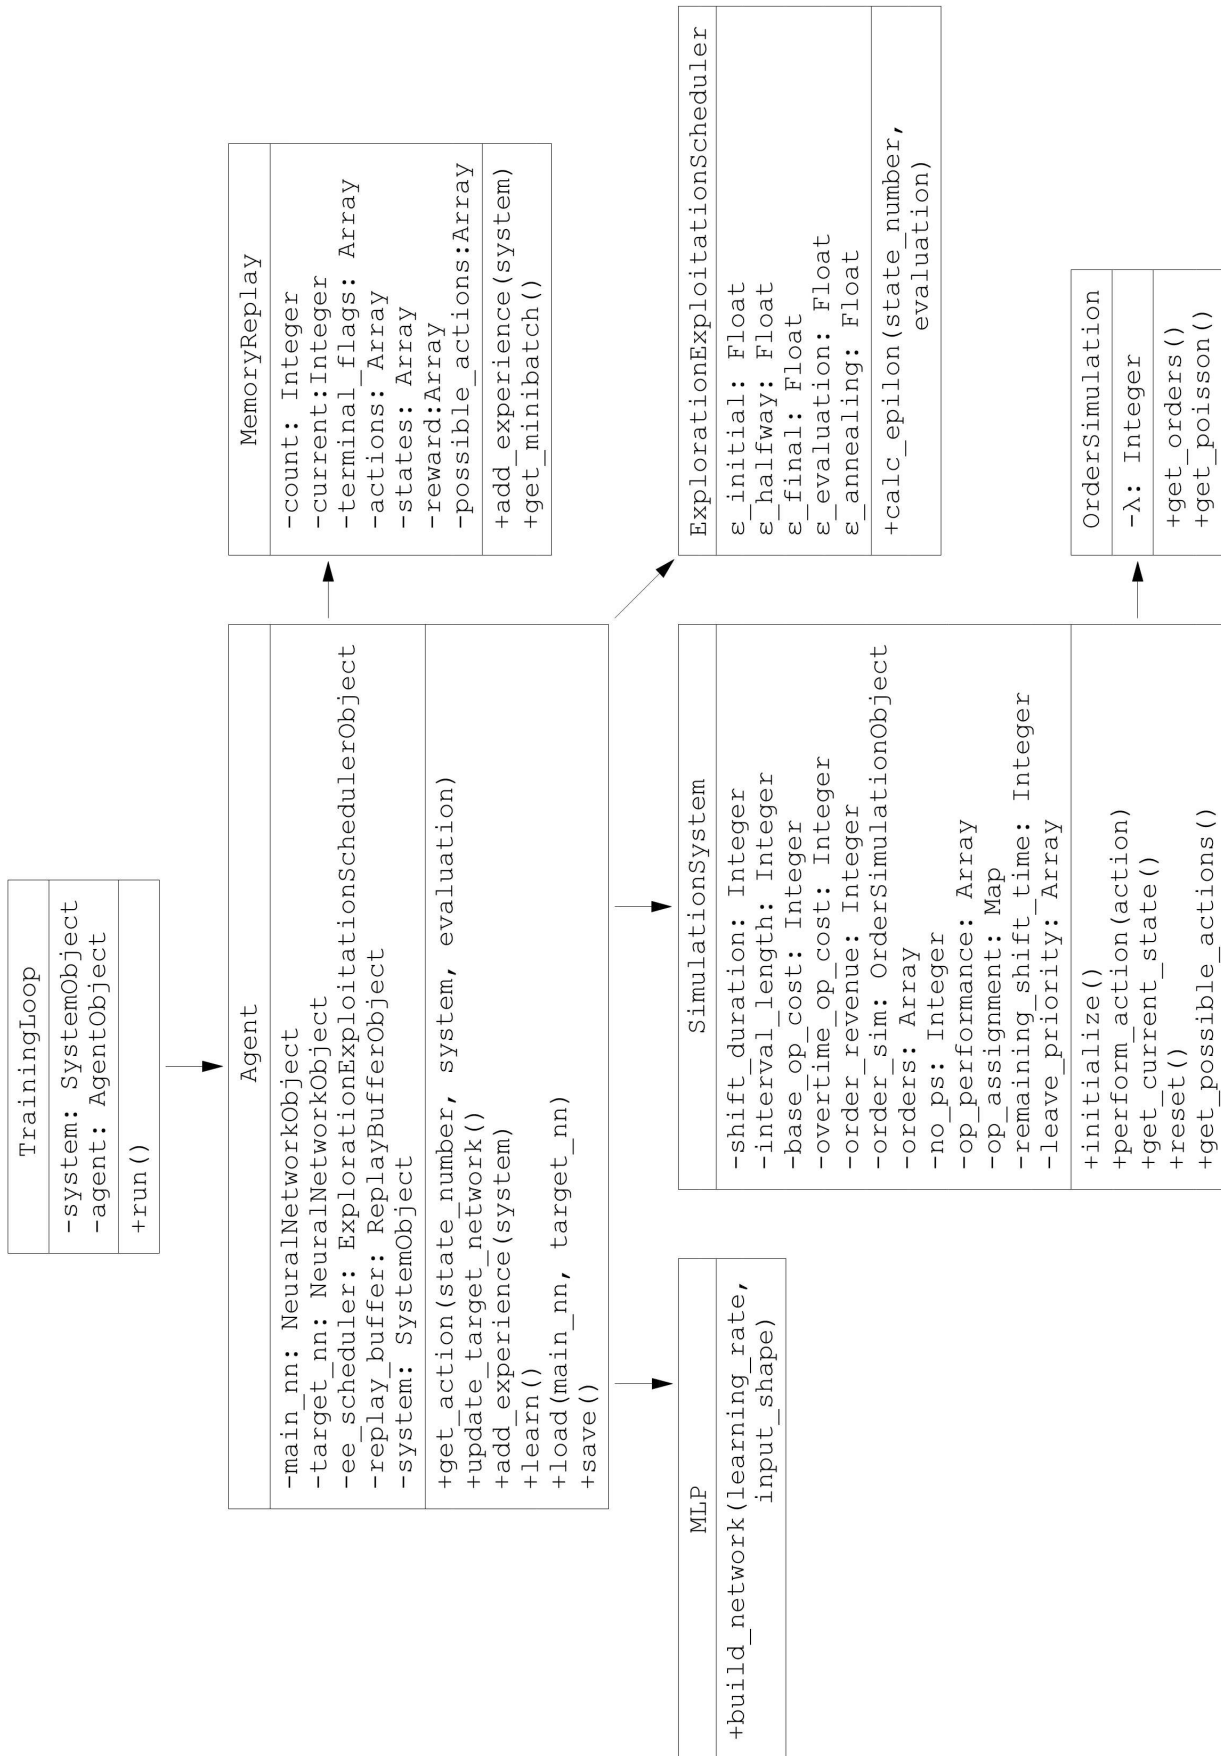 TrainingLoop
-system: SystemObject
-agent: AgentObject
+run()
Agent
-main_nn: NeuralNetworkObject
-target_nn: NeuralNetworkObject
-ee_scheduler: ExplorationExploitationSchedulerObject
-replay_buffer: ReplayBufferObject
-system: SystemObject
+get_action(state_number, system, evaluation)
+update_target_network()
+add_experience(system)
+learn()
+load(main_nn, target_nn)
+save()
MemoryReplay
-count: Integer
-current:Integer
-terminal_flags: Array
-actions: Array
-states: Array
-reward:Array
-possible_actions:Array
+add_experience(system)
+get_minibatch()
MLP
+build_network(learning_rate,
input_shape)
SimulationSystem
-shift_duration: Integer
-interval_length: Integer
-base_op_cost: Integer
-overtime_op_cost: Integer
-order_revenue: Integer
-order_sim: OrderSimulationObject
-orders: Array
-no_ps: Integer
-op_performance: Array
-op_assignment: Map
-remaining_shift_time: Integer
-leave_priority: Array
+initialize()
+perform_action(action)
+get_current_state()
+reset()
+get_possible_actions()
ExplorationExploitationScheduler
ε_initial: Float
ε_halfway: Float
ε_final: Float
ε_evaluation: Float
ε_annealing: Float
+calc_epilon(state_number,
evaluation)
OrderSimulation
-λ: Integer
+get_orders()
+get_poisson()